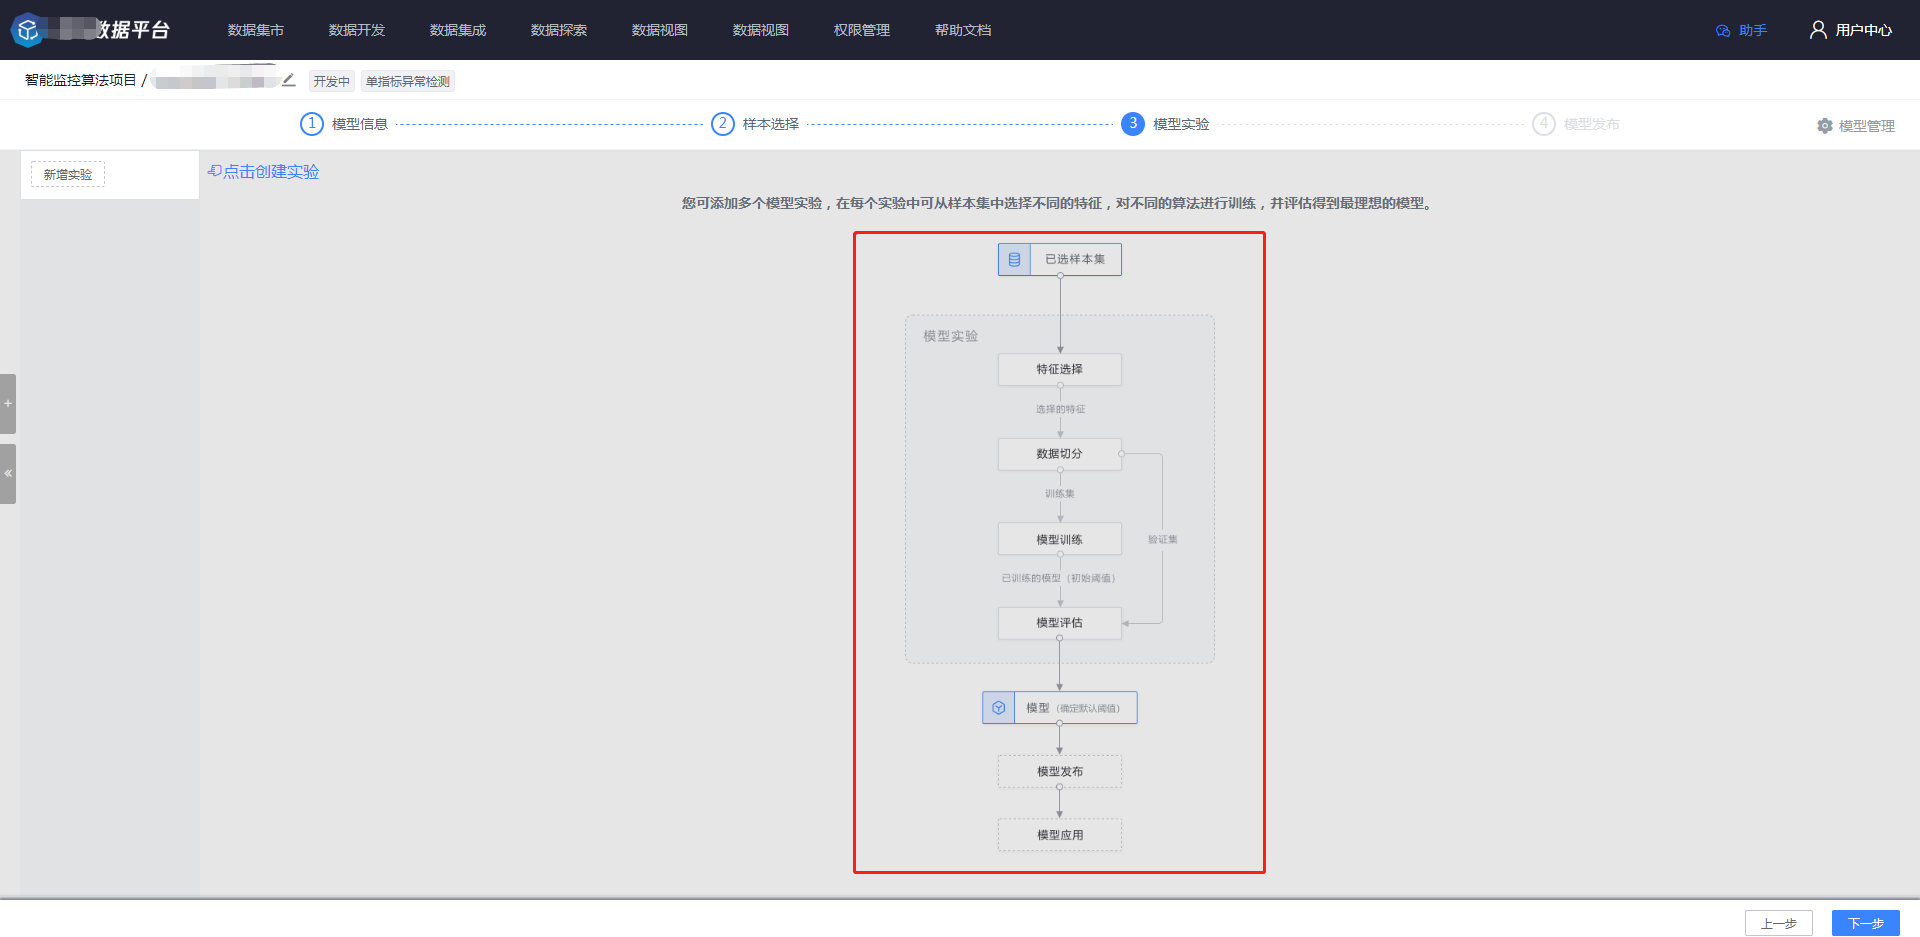 数据平台
数据集市 数据开发 数据集成 数据探索 数据视图 数据视图 权限管理 帮助文档
助手 用户中心
智能监控算法项目 /
开发中 单指标异常检测
1 模型信息 2 样本选择 3 模型实验 4 模型发布
模型管理
新增实验
点击创建实验
您可添加多个模型实验，在每个实验中可从样本集中选择不同的特征，对不同的算法进行训练，并评估得到最理想的模型。
已选样本集
模型实验
特征选择
选择的特征
数据切分
训练集
模型训练
验证集
已训练的模型（初始阈值）
模型评估
模型（确定默认阈值）
模型发布
模型应用
+
«
上一步 下一步